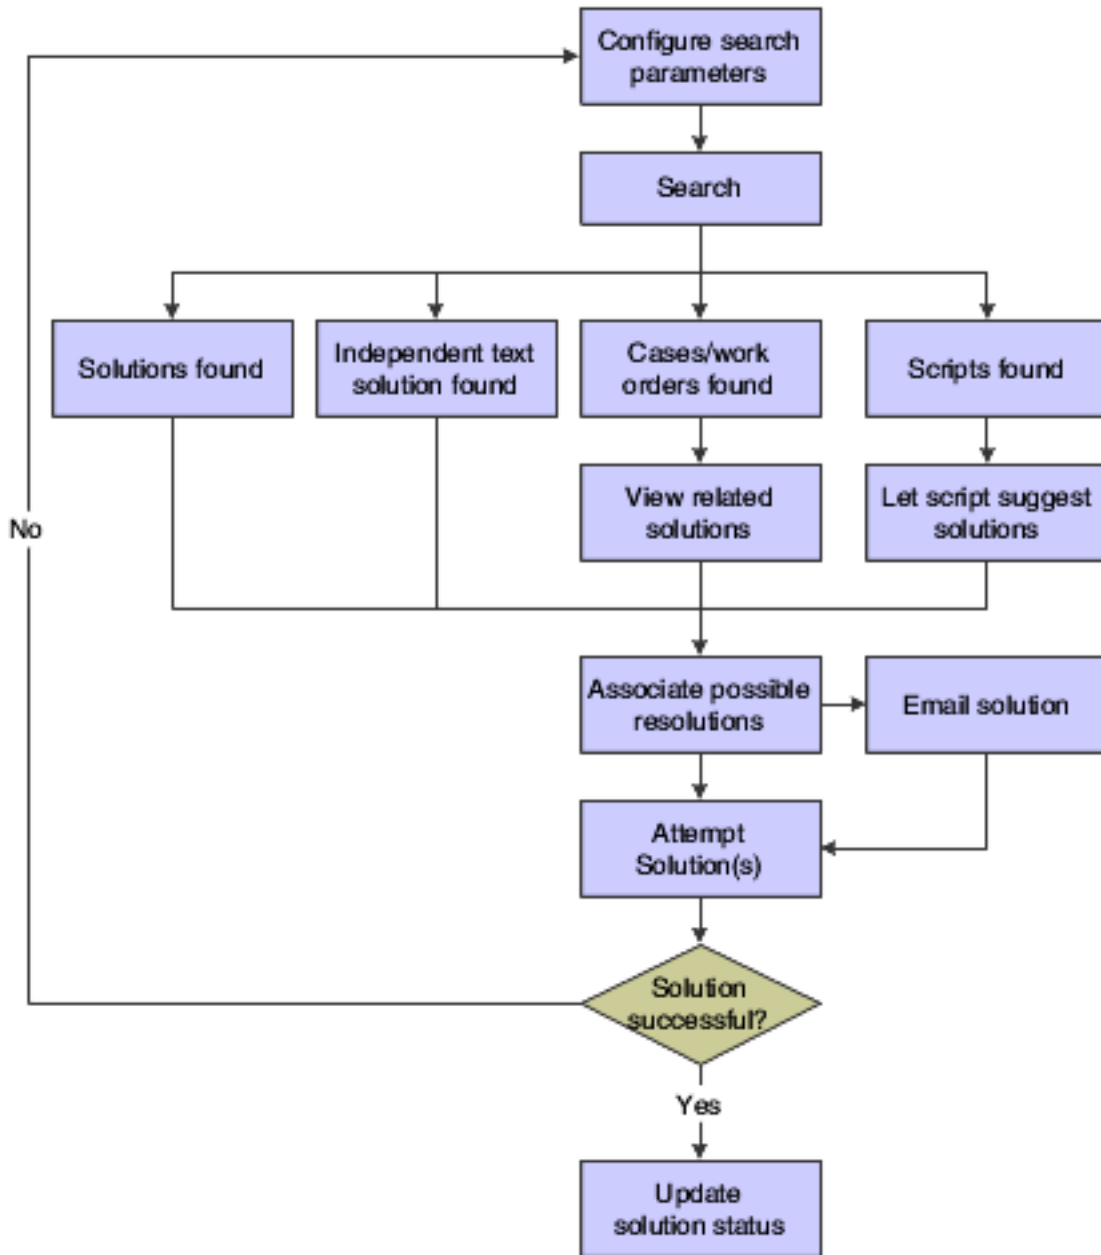 Configure search
parameters
Search
Solutions found
Independent text
solution found
Cases/work
orders found
Scripts found
View related
solutions
Let script suggest
solutions
No
Associate possible
resolutions
Email solution
Attempt
Solution(s)
Solution
successful?
Yes
Update
solution status